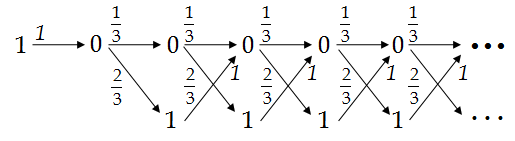 1/3 1/3 1/3 1/3 1/3
1 1 0 0 0 0 0 ...
2/3 2/3 1 2/3 1 2/3 1 2/3 1
1 1 1 1 ...